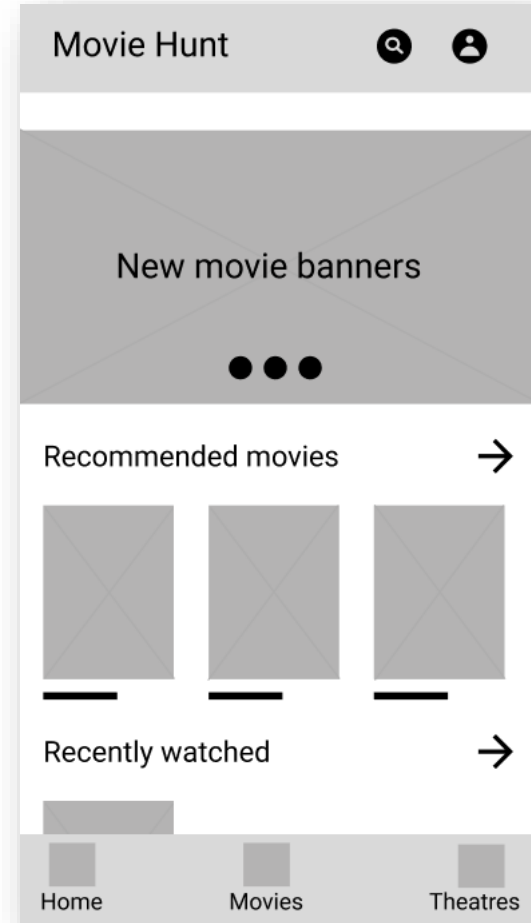 Movie Hunt
New movie banners
Recommended movies
Recently watched
Home Movies Theatres